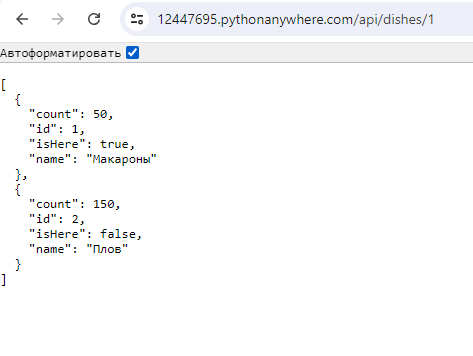 12447695.pythonanywhere.com/api/dishes/1
Автоформатировать
[
  {
    "count": 50,
    "id": 1,
    "isHere": true,
    "name": "Макароны"
  },
  {
    "count": 150,
    "id": 2,
    "isHere": false,
    "name": "Плов"
  }
]